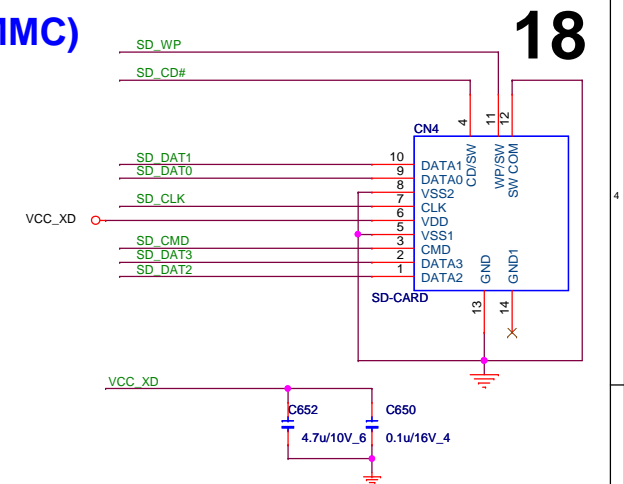 MMC)
18
SD_WP
SD_CD#
4
11
12
CN4
CD/SW
WP/SW
SW COM
SD_DAT1
10
DATA1
SD_DAT0
9
DATA0
8
VSS2
SD_CLK
7
CLK
VCC_XD
6
VDD
5
VSS1
SD_CMD
3
CMD
SD_DAT3
2
DATA3
SD_DAT2
1
DATA2
GND
GND1
SD-CARD
13
14
4
VCC_XD
C652
C650
4.7u/10V_6
0.1u/16V_4